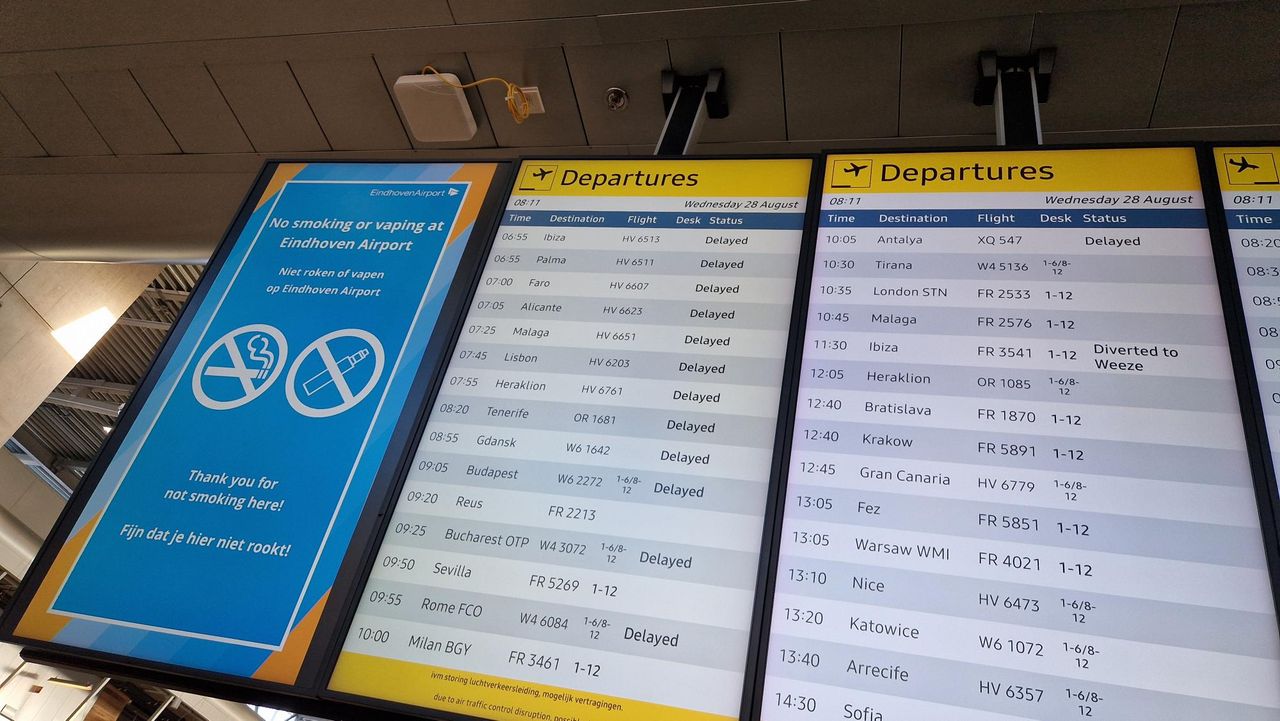 EindhovenAirport
No smoking or vaping at
Eindhoven Airport
Niet roken of vapen
op Eindhoven Airport
Thank you for
not smoking here!
Fijn dat je hier niet rookt!
Departures
08:11 Wednesday 28 August
Time Destination Flight Desk Status
06:55 Ibiza HV 6513 Delayed
06:55 Palma HV 6511 Delayed
07:00 Faro HV 6607 Delayed
07:05 Alicante HV 6623 Delayed
07:25 Malaga HV 6651 Delayed
07:45 Lisbon HV 6203 Delayed
07:55 Heraklion HV 6761 Delayed
08:20 Tenerife OR 1681 Delayed
08:55 Gdansk W6 1642 Delayed
09:05 Budapest W6 2272 1-6/8-12 Delayed
09:20 Reus FR 2213
09:25 Bucharest OTP W4 3072 1-6/8-12 Delayed
09:50 Sevilla FR 5269 1-12
09:55 Rome FCO W4 6084 1-6/8-12 Delayed
10:00 Milan BGY FR 3461 1-12
ivm storing luchtverkeersleiding, mogelijk vertragingen.
due to air traffic control disruption,
Departures
08:11 Wednesday 28 August
Time Destination Flight Desk Status
10:05 Antalya XQ 547 Delayed
10:30 Tirana W4 5136 1-6/8-12
10:35 London STN FR 2533 1-12
10:45 Malaga FR 2576 1-12
11:30 Ibiza FR 3541 1-12 Diverted to
Weeze
12:05 Heraklion OR 1085 1-6/8-12
12:40 Bratislava FR 1870 1-12
12:40 Krakow FR 5891 1-12
12:45 Gran Canaria HV 6779 1-6/8-12
13:05 Fez FR 5851 1-12
13:05 Warsaw WMI FR 4021 1-12
13:10 Nice HV 6473 1-6/8-12
13:20 Katowice W6 1072 1-6/8-12
13:40 Arrecife HV 6357 1-6/8-12
14:30 Sofia
08:11
Time